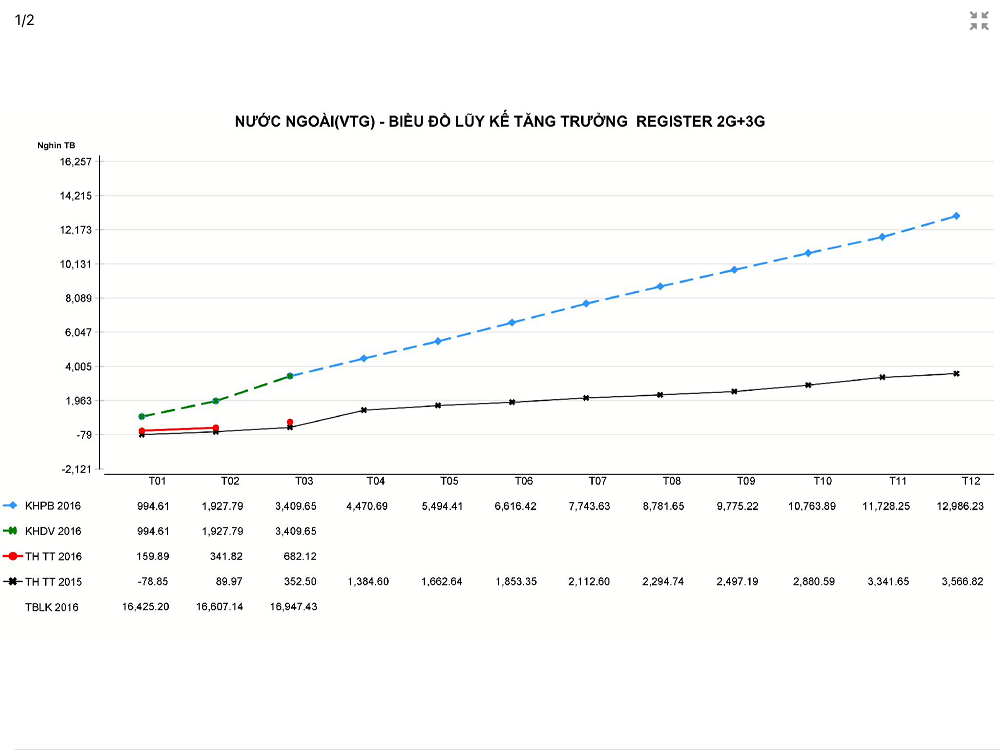 1/2
NƯỚC NGOÀI(VTG) - BIỂU ĐỒ LŨY KẾ TĂNG TRƯỞNG REGISTER 2G+3G
Nghìn TB
16,257
14,215
12,173
10,131
8,089
6,047
4,005
1,963
-79
-2,121
T01 T02 T03 T04 T05 T06 T07 T08 T09 T10 T11 T12
KHPB 2016 994.61 1,927.79 3,409.65 4,470.69 5,494.41 6,616.42 7,743.63 8,781.65 9,775.22 10,763.89 11,728.25 12,986.23
KHDV 2016 994.61 1,927.79 3,409.65
TH TT 2016 159.89 341.82 682.12
TH TT 2015 -78.85 89.97 352.50 1,384.60 1,662.64 1,853.35 2,112.60 2,294.74 2,497.19 2,880.59 3,341.65 3,566.82
TBLK 2016 16,425.20 16,607.14 16,947.43